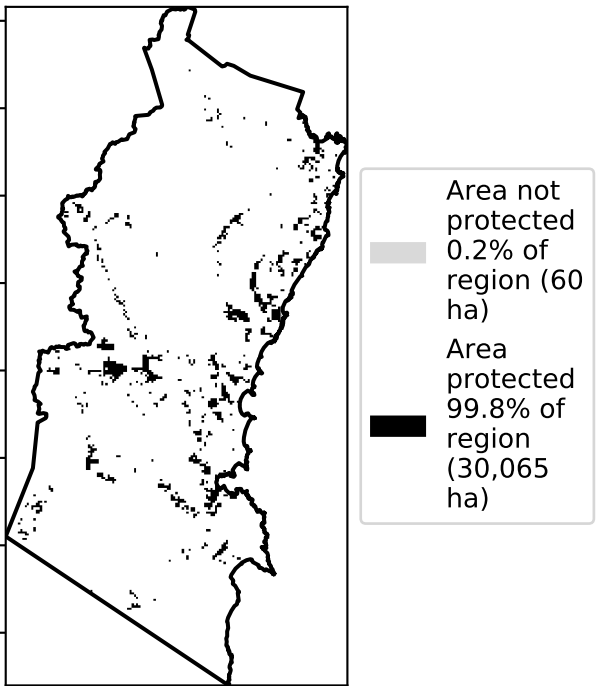 Area not
protected
0.2% of
region (60
ha)
Area
protected
99.8% of
region
(30,065
ha)